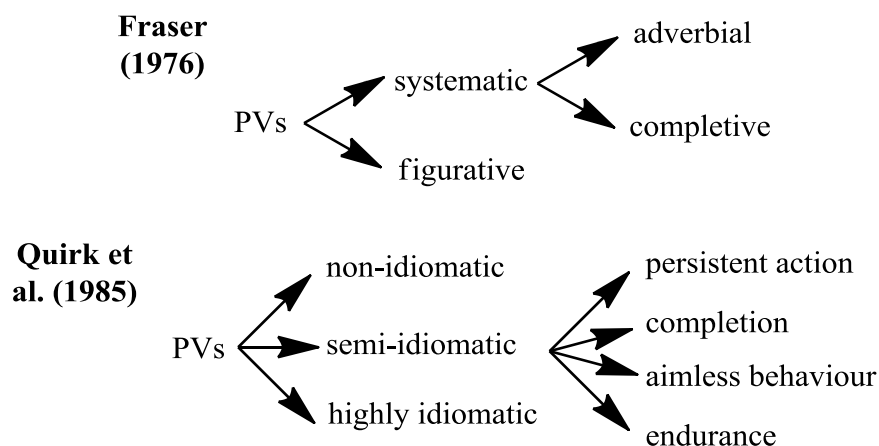 Fraser
(1976)
PVs
systematic
figurative
adverbial
completive
Quirk et
al. (1985)
PVs
non-idiomatic
semi-idiomatic
highly idiomatic
persistent action
completion
aimless behaviour
endurance